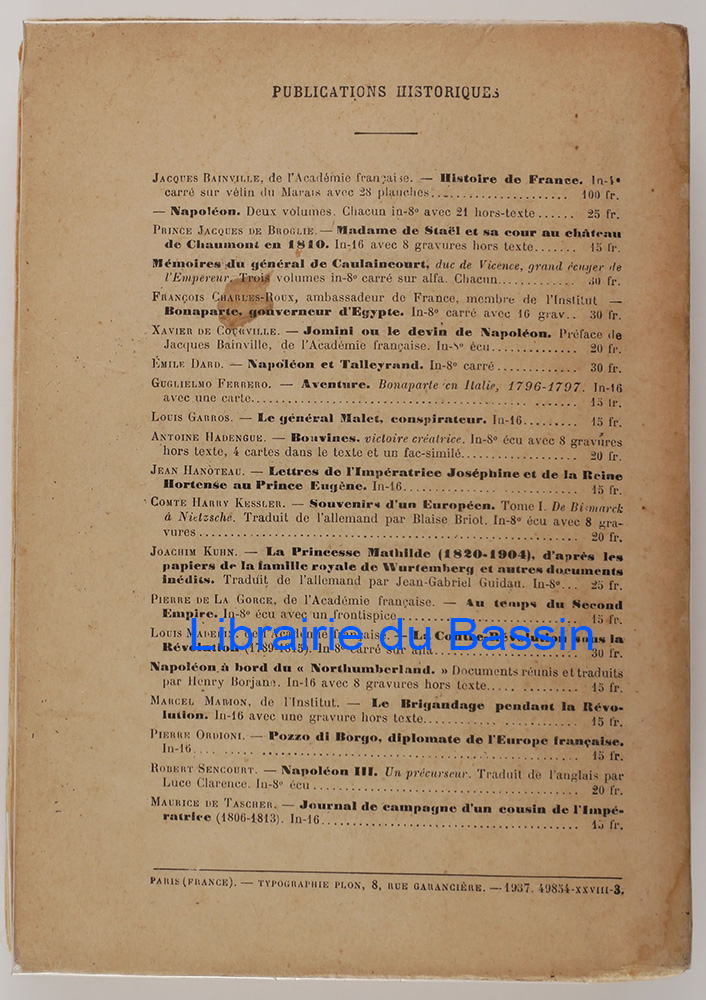 PUBLICATIONS HISTORIQUES
JACQUES BAINVILLE, de l'Académie française. — Histoire de France. In-4°
carré sur vélin du Marais avec 28 planches. .................. 100 fr.
— Napoléon. Deux volumes. Chacun in-8° avec 21 hors-texte ...... 25 fr.
PRINCE JACQUES DE BROGLIE. — Madame de Staël et sa cour au château
de Chaumont en 1810. In-16 avec 8 gravures hors texte....... 15 fr.
Mémoires du général de Caulaincourt, duc de Vicence, grand écuyer de
l'Empereur. Trois volumes in-8° carré sur alfa. Chacun............ 30 fr.
FRANÇOIS CHARLES-ROUX, ambassadeur de France, membre de l'Institut —
Bonaparte, gouverneur d'Egypte. In-8° carré avec 16 grav.. 30 fr.
XAVIER DE COURVILLE. — Jomini ou le devin de Napoléon. Préface de
Jacques Bainville, de l'Académie française. In-8° écu............... 20 fr.
ÉMILE DARD. — Napoléon et Talleyrand. In-8° carré .............. 30 fr.
GUGLIELMO FERRERO. — Aventure. Bonaparte en Italie, 1796-1797. In-16
avec une carte.................................................. 15 fr.
LOUIS GARROS. — Le général Malet, conspirateur. In-16......... 15 fr.
ANTOINE HADENGUE. — Bouvines, victoire créatrice. In-8° écu avec 8 gravures
hors texte, 4 cartes dans le texte et un fac-similé.................. 20 fr.
JEAN HANOTEAU. — Lettres de l'Impératrice Joséphine et de la Reine
Hortense au Prince Eugène. In-16........................... 15 fr.
COMTE HARRY KESSLER. — Souvenirs d'un Européen. Tome I. De Bismarck
à Nietzsche. Traduit de l'allemand par Blaise Briot. In-8° écu avec 8 gra-
vures........................................................... 20 fr.
JOACHIM KUHN. — La Princesse Mathilde (1820-1904), d'après les
papiers de la famille royale de Wurtemberg et autres documents
inédits. Traduit de l'allemand par Jean-Gabriel Guidau. In-8°... 25 fr.
PIERRE DE LA GORCE, de l'Académie française. — Au temps du Second
Empire. In-8° écu avec un frontispice............................ 15 fr.
LOUIS MADELIN, de l'Académie française. — La Contre-Révolution sous la
Révolution (1789-1815). In-8° carré sur alfa...................... 30 fr.
Librairie du Bassin
Napoléon à bord du « Northumberland. » Documents réunis et traduits
par Henry Borjane. In-16 avec 8 gravures hors texte..... ........ 15 fr.
MARCEL MARION, de l'Institut. — Le Brigandage pendant la Révo-
lution. In-16 avec une gravure hors texte......................... 15 fr.
PIERRE ORDIONI. — Pozzo di Borgo, diplomate de l'Europe française.
In-16.... ..... ................................................. 15 fr.
ROBERT SENCOURT. — Napoléon III. Un précurseur. Traduit de l'anglais par
Luce Clarence. In-8° écu ....................................... 20 fr.
MAURICE DE TASCHER. — Journal de campagne d'un cousin de l'Impé-
ratrice (1806-1813). In-16....................................... 15 fr.
PARIS (FRANCE). — TYPOGRAPHIE PLON, 8, RUE GARANCIÈRE. — 1937. 49854-XXVIII-3.